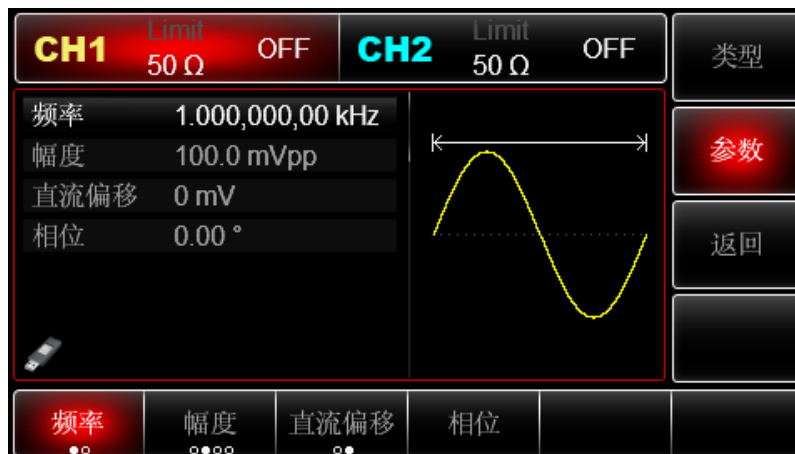 CH1 Limit 50 Ω OFF CH2 Limit 50 Ω OFF
类型
频率 1.000,000,00 kHz
幅度 100.0 mVpp
直流偏移 0 mV
相位 0.00 °
参数
返回
频率 幅度 直流偏移 相位